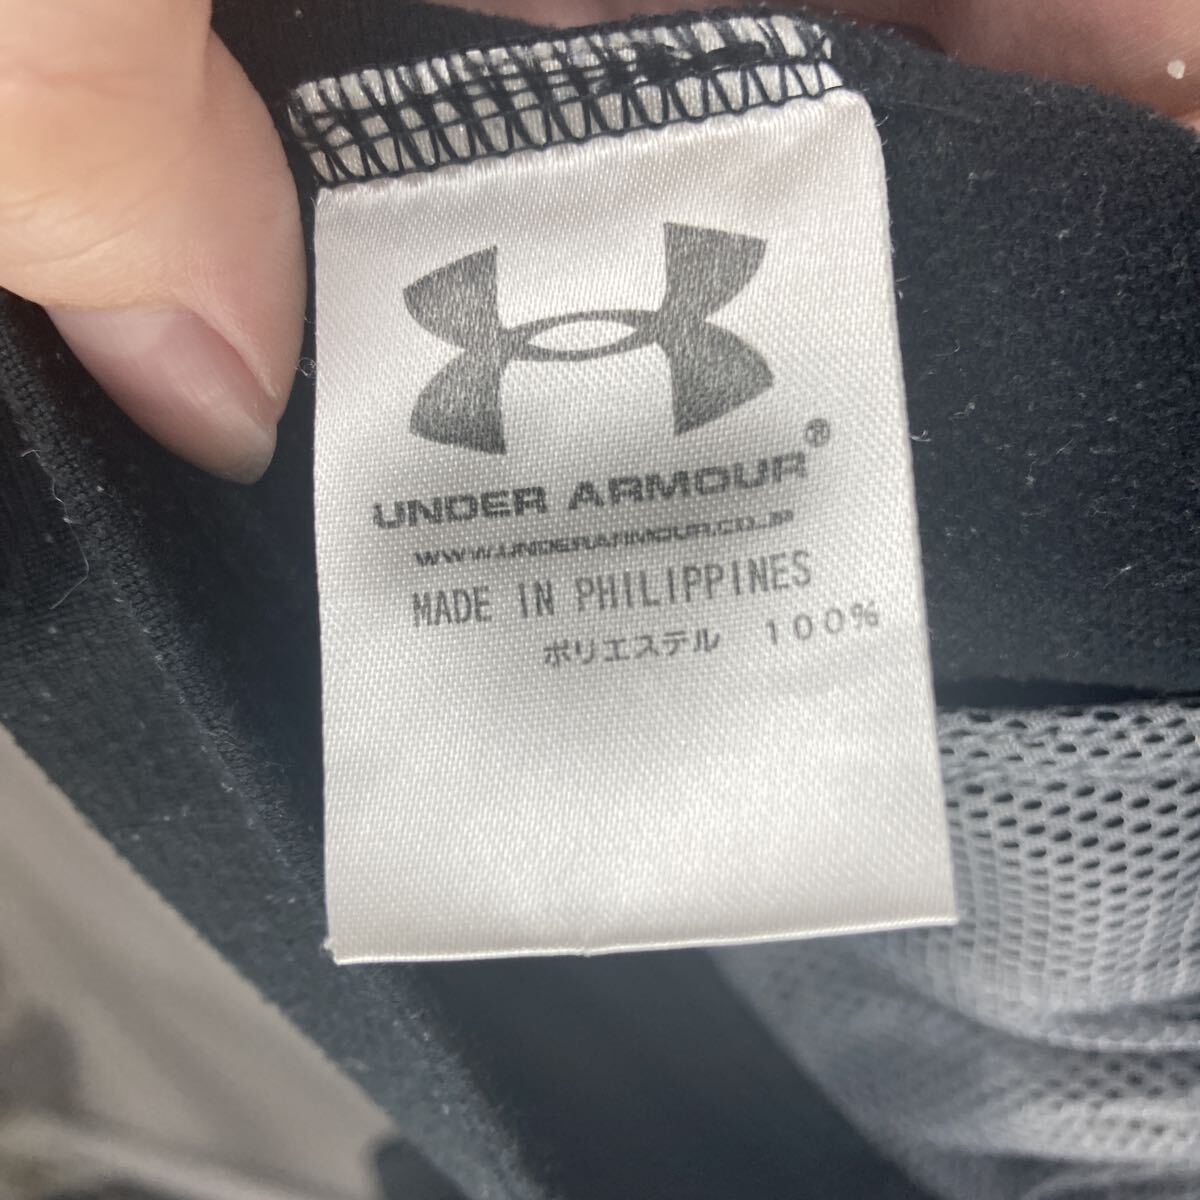 UNDER ARMOUR®
WWW.UNDERARMOUR.CO.JP
MADE IN PHILIPPINES
ポリエステル 100%